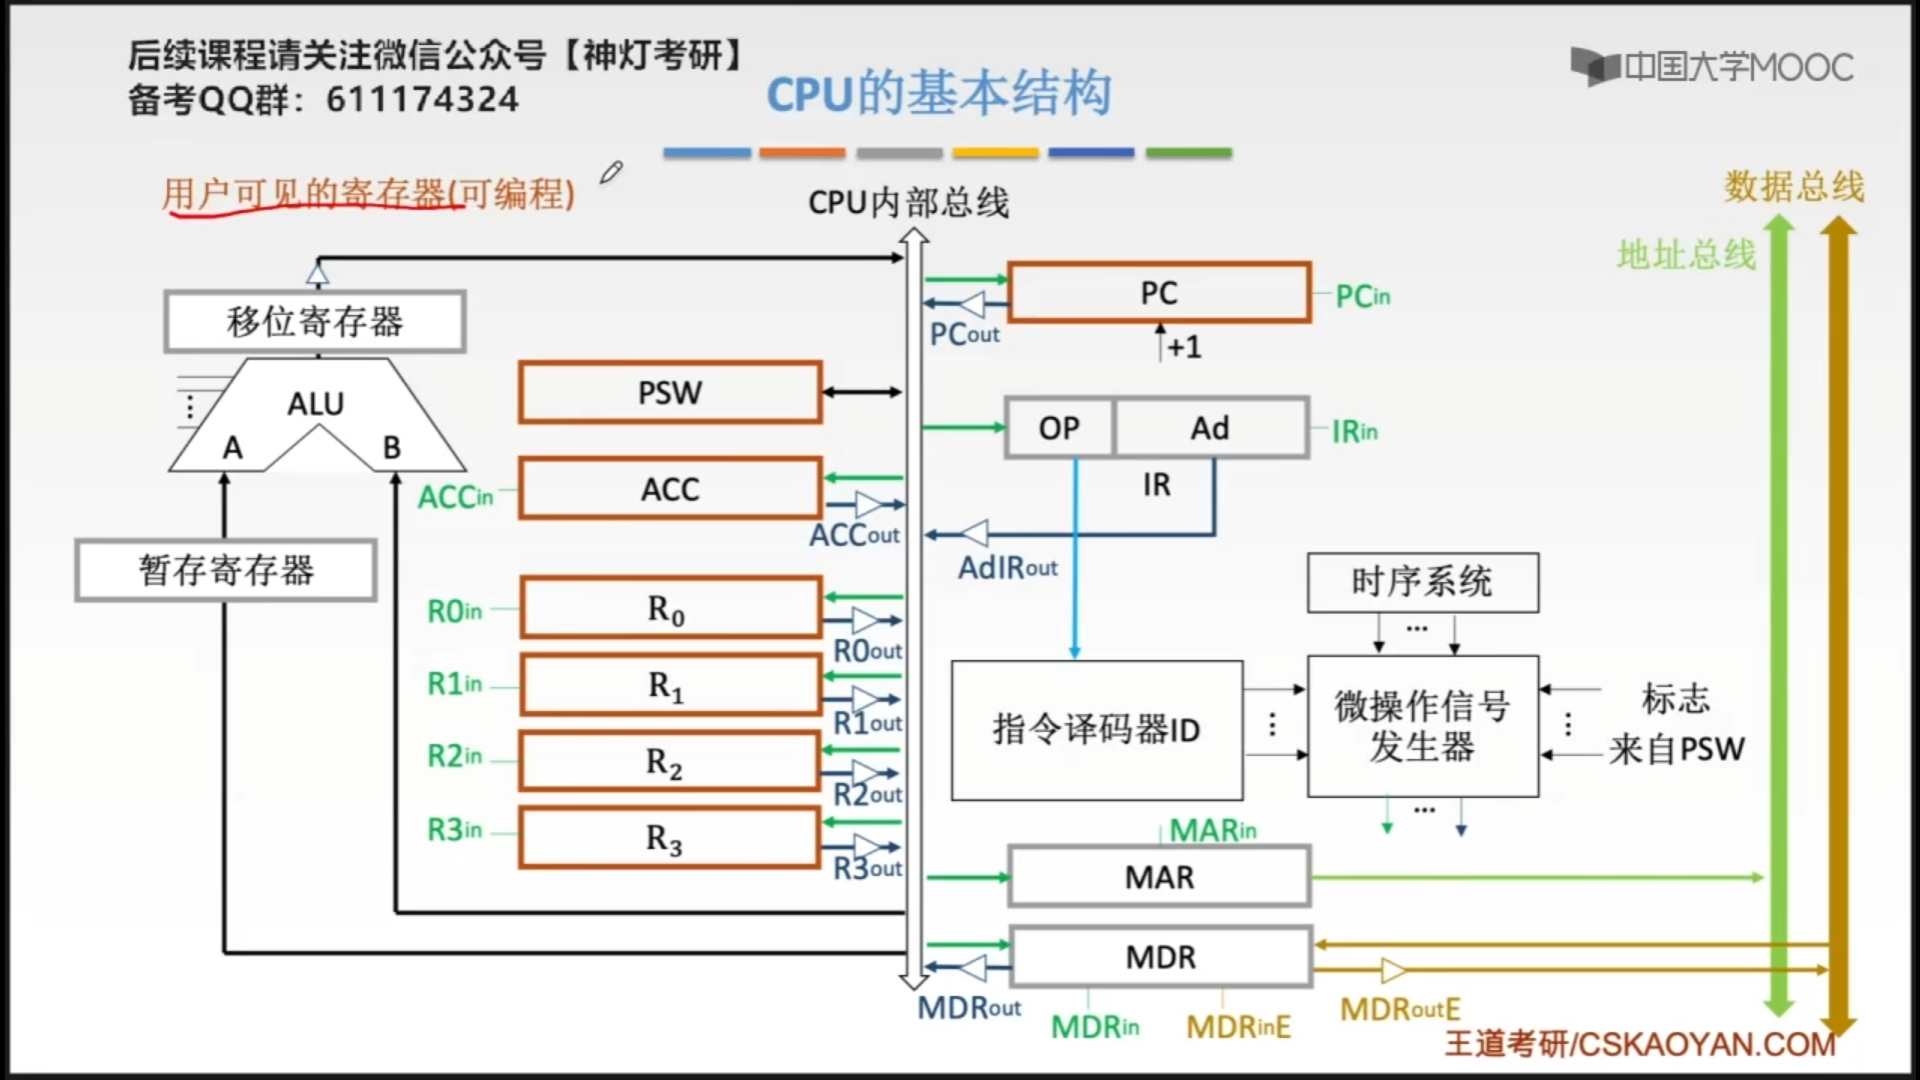 后续课程请关注微信公众号【神灯考研】
备考QQ群：611174324
中国大学MOOC
CPU的基本结构
用户可见的寄存器(可编程)
CPU内部总线
数据总线
地址总线
移位寄存器
ALU
A
B
暂存寄存器
PSW
ACC
ACCin
ACCout
R0
R0in
R0out
R1
R1in
R1out
R2
R2in
R2out
R3
R3in
R3out
PC
PCin
PCout
+1
OP
Ad
IRin
IR
AdIRout
时序系统
...
指令译码器ID
⋮
微操作信号
发生器
⋮
标志
来自PSW
...
MARin
MAR
MDR
MDRout
MDRin
MDRinE
MDRoutE
王道考研/CSKAOYAN.COM